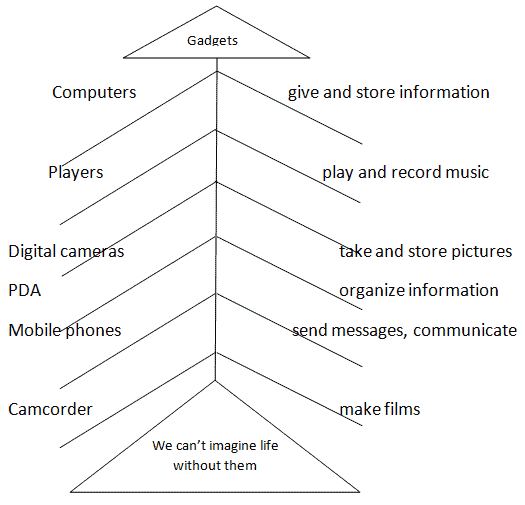 Gadgets
Computers give and store information
Players play and record music
Digital cameras take and store pictures
PDA organize information
Mobile phones send messages, communicate
Camcorder make films
We can't imagine life
without them